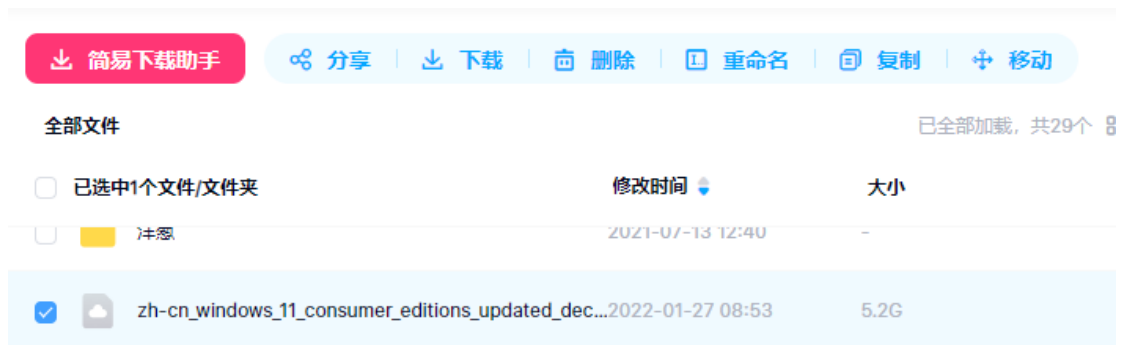 简易下载助手 分享 下载 删除 重命名 复制 移动
全部文件 已全部加载，共29个
已选中1个文件/文件夹 修改时间 大小
洋葱 2021-07-13 12:40 -
zh-cn_windows_11_consumer_editions_updated_dec...2022-01-27 08:53 5.2G